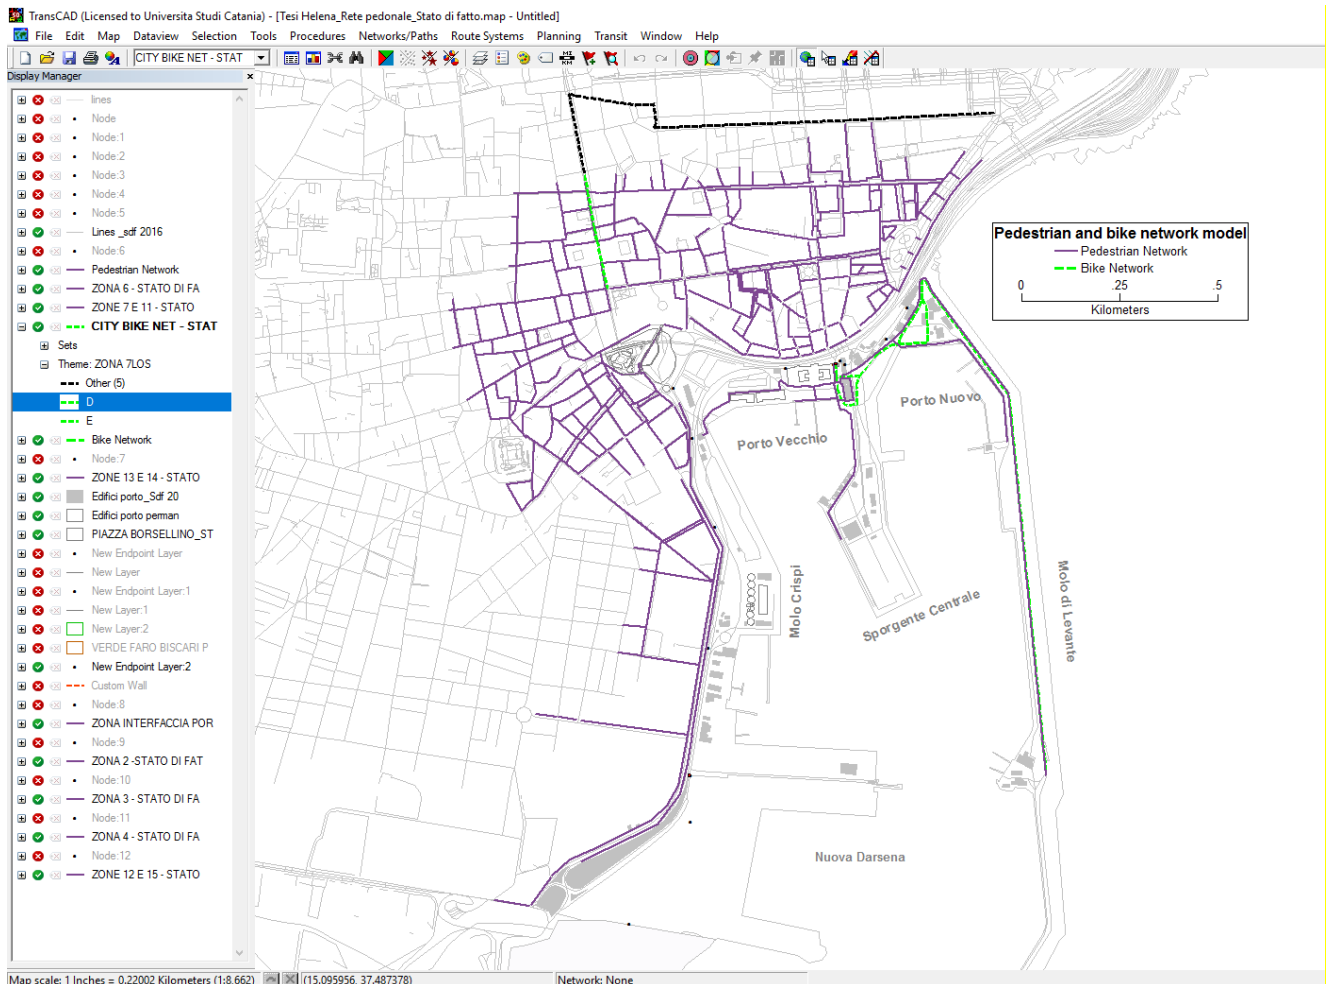 TransCAD (Licensed to Universita Studi Catania) - [Tesi Helena_Rete pedonale_Stato di fatto.map - Untitled]
File Edit Map Dataview Selection Tools Procedures Networks/Paths Route Systems Planning Transit Window Help
CITY BIKE NET - STAT
MI
KM
Display Manager
lines
Node
Node:1
Node:2
Node:3
Node:4
Node:5
Lines _sdf 2016
Node:6
Pedestrian Network
ZONA 6 - STATO DI FA
ZONE 7 E 11 - STATO
CITY BIKE NET - STAT
Sets
Theme: ZONA 7LOS
Other (5)
D
E
Bike Network
Node:7
ZONE 13 E 14 - STATO
Edifici porto_Sdf 20
Edifici porto perman
PIAZZA BORSELLINO_ST
New Endpoint Layer
New Layer
New Endpoint Layer:1
New Layer:1
New Layer:2
VERDE FARO BISCARI P
New Endpoint Layer:2
Custom Wall
Node:8
ZONA INTERFACCIA POR
Node:9
ZONA 2 -STATO DI FAT
Node:10
ZONA 3 - STATO DI FA
Node:11
ZONA 4 - STATO DI FA
Node:12
ZONE 12 E 15 - STATO
Pedestrian and bike network model
Pedestrian Network
Bike Network
0 .25 .5
Kilometers
Porto Nuovo
Porto Vecchio
Molo Crispi
Sporgente Centrale
Molo di Levante
Nuova Darsena
Map scale: 1 Inches = 0.22002 Kilometers (1:8.662) (15.095956, 37.487378) Network: None